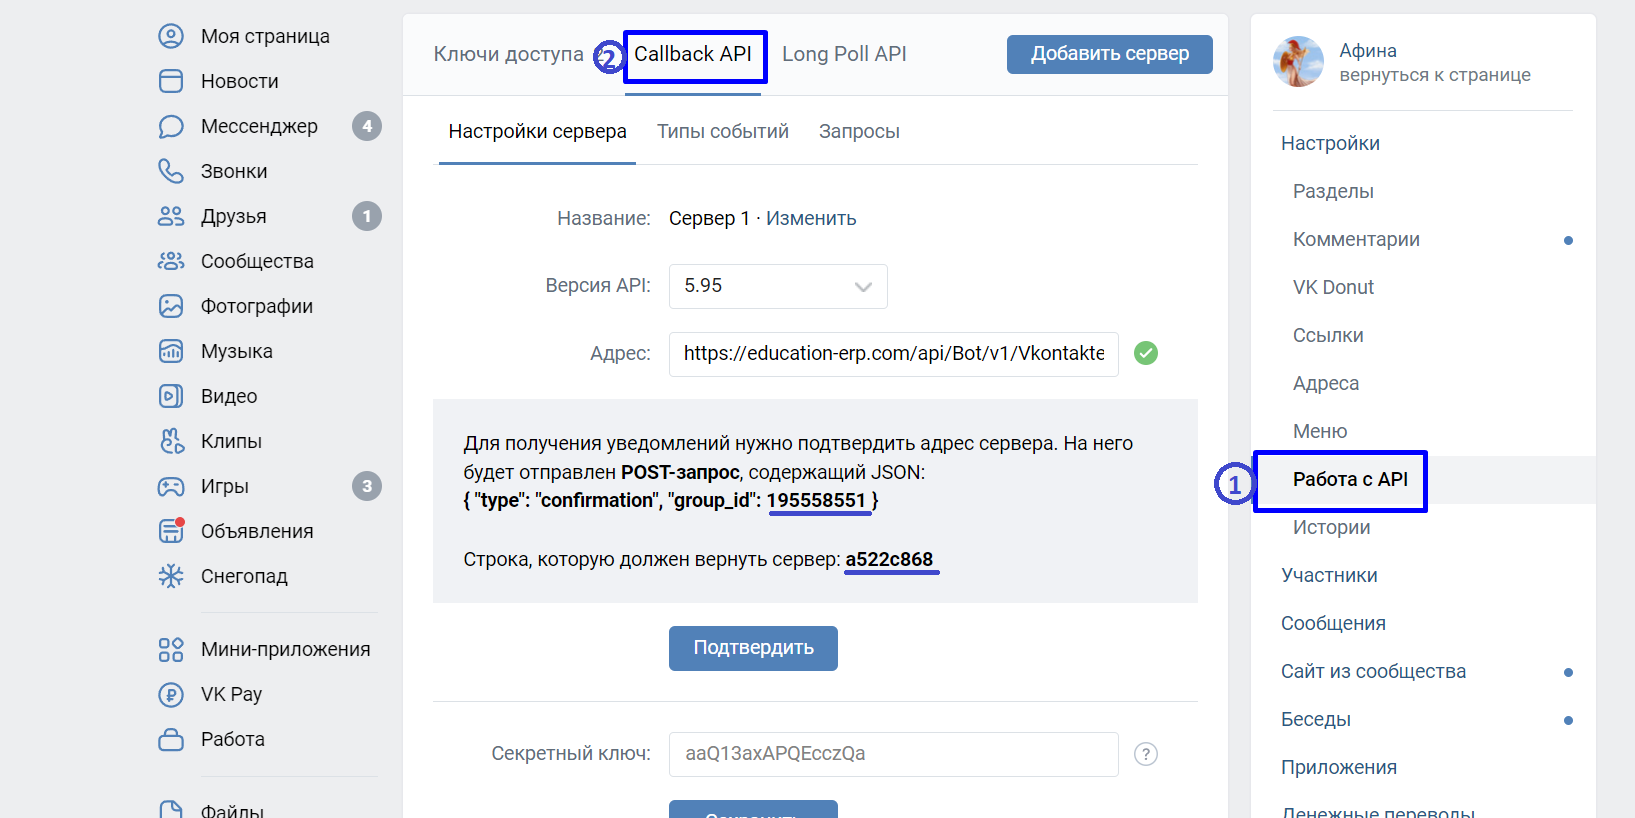 Моя страница
Новости
Мессенджер 4
Звонки
Друзья 1
Сообщества
Фотографии
Музыка
Видео
Клипы
Игры 3
Объявления
Снегопад
Мини-приложения
VK Pay
Работа
Файлы
Ключи доступа 2 Callback API Long Poll API Добавить сервер
Настройки сервера Типы событий Запросы
Название: Сервер 1 · Изменить
Версия API: 5.95
Адрес: https://education-erp.com/api/Bot/v1/Vkontakte
Для получения уведомлений нужно подтвердить адрес сервера. На него
будет отправлен POST-запрос, содержащий JSON:
{ "type": "confirmation", "group_id": 195558551 }
Строка, которую должен вернуть сервер: a522c868
Подтвердить
Секретный ключ: aaQ13axAPQEcczQa ?
Сохранить
Афина
вернуться к странице
Настройки
Разделы
Комментарии
VK Donut
Ссылки
Адреса
Меню
1 Работа с API
Истории
Участники
Сообщения
Сайт из сообщества
Беседы
Приложения
Денежные переводы